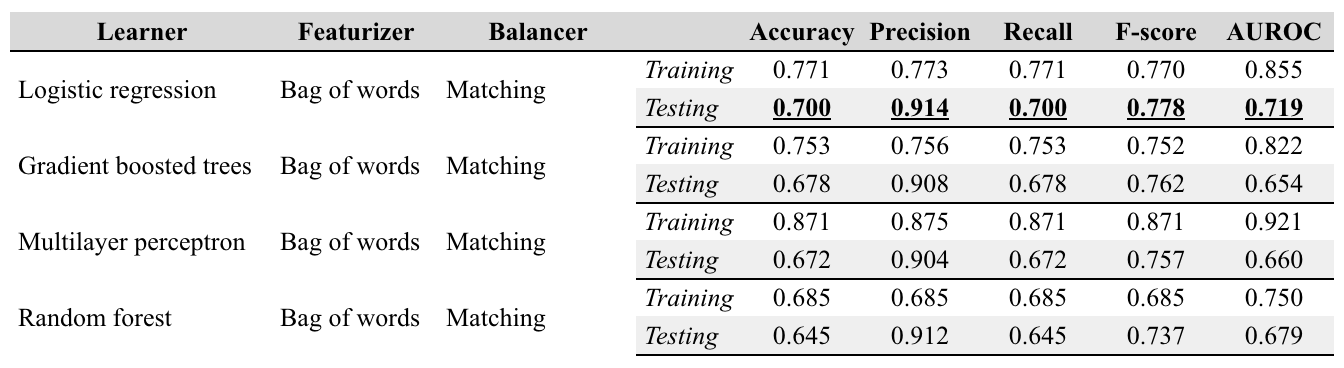 Learner Featurizer Balancer Accuracy Precision Recall F-score AUROC
Logistic regression Bag of words Matching
Training 0.771 0.773 0.771 0.770 0.855
Testing 0.700 0.914 0.700 0.778 0.719
Gradient boosted trees Bag of words Matching
Training 0.753 0.756 0.753 0.752 0.822
Testing 0.678 0.908 0.678 0.762 0.654
Multilayer perceptron Bag of words Matching
Training 0.871 0.875 0.871 0.871 0.921
Testing 0.672 0.904 0.672 0.757 0.660
Random forest Bag of words Matching
Training 0.685 0.685 0.685 0.685 0.750
Testing 0.645 0.912 0.645 0.737 0.679